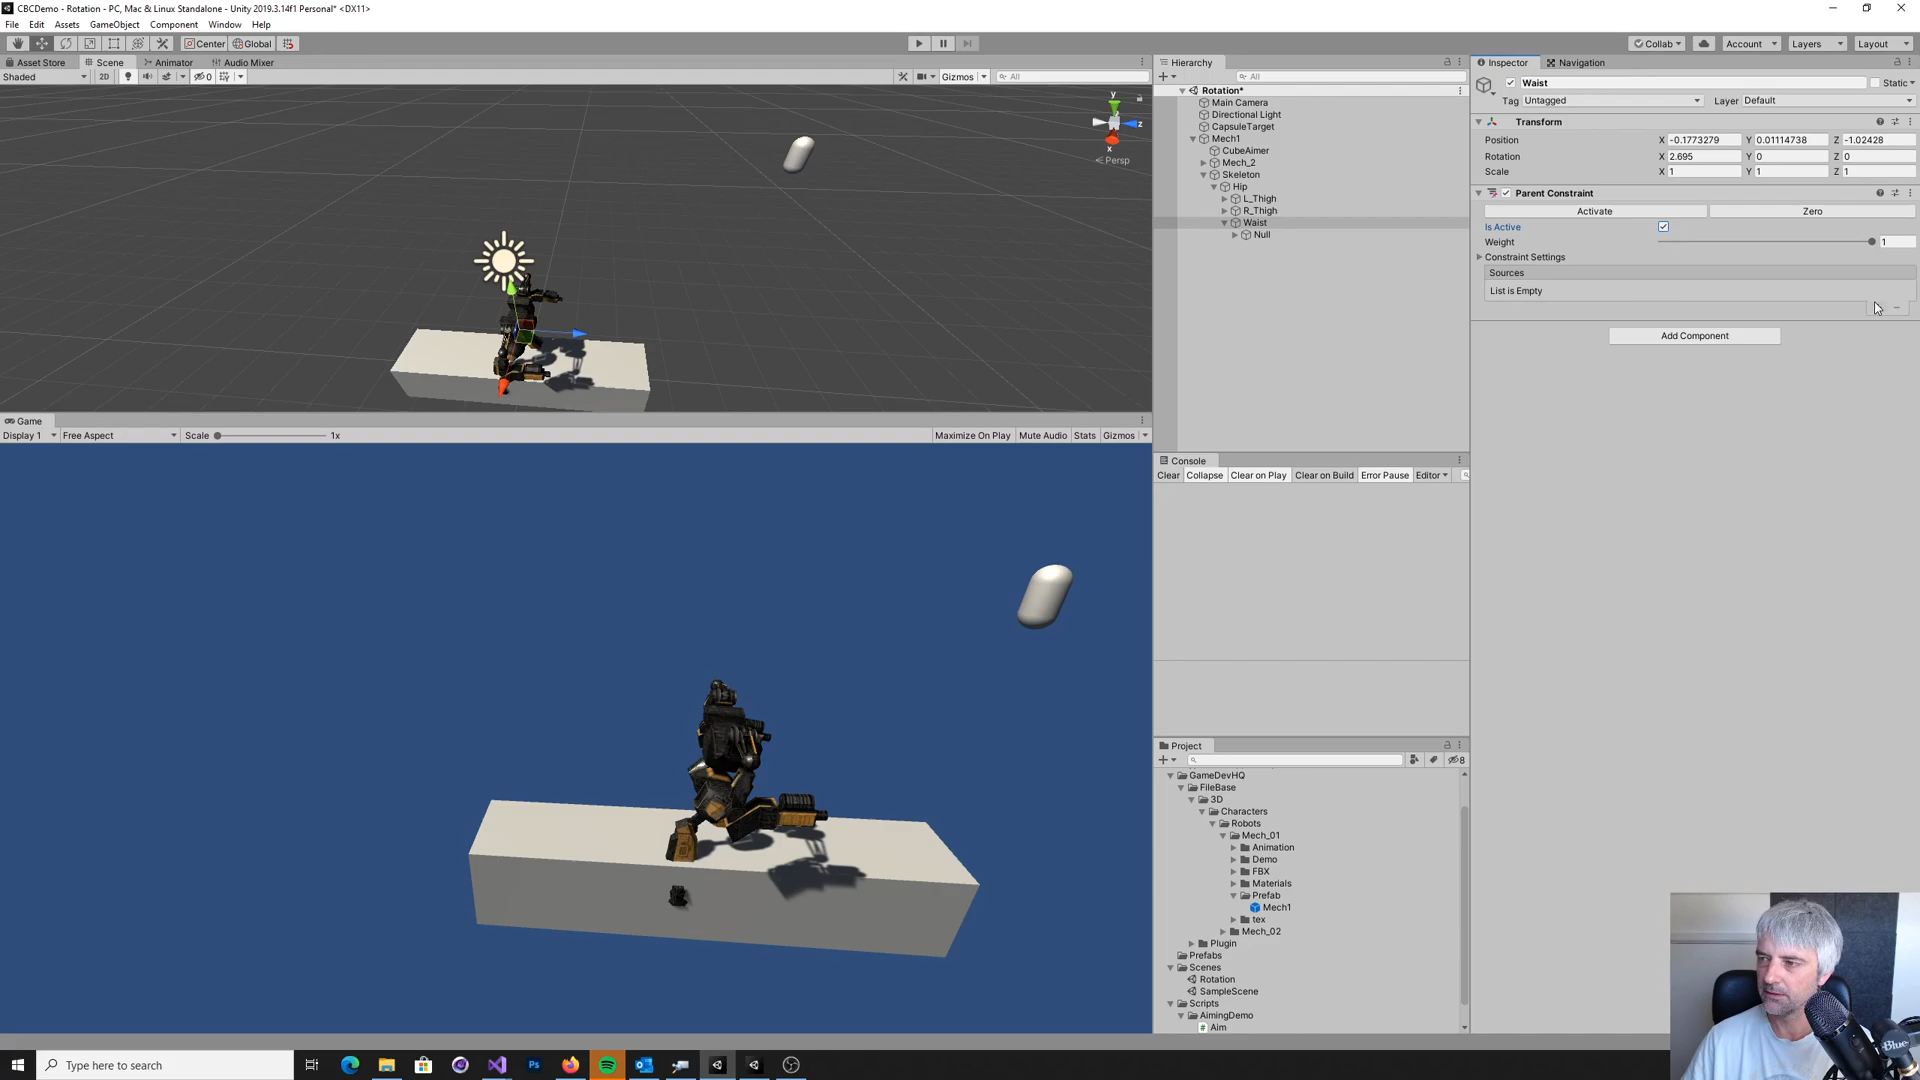 CBCDemo - Rotation - PC, Mac & Linux Standalone - Unity 2019.3.14f1 Personal* <DX11>
File Edit Assets GameObject Component Window Help
Center Global
Collab Account Layers Layout
Asset Store Scene Animator Audio Mixer
Shaded 2D 0 Gizmos All
y
z
x
< Persp
Game
Display 1 Free Aspect Scale 1x Maximize On Play Mute Audio Stats Gizmos
Hierarchy
All
Rotation*
Main Camera
Directional Light
CapsuleTarget
Mech1
CubeAimer
Mech_2
Skeleton
Hip
L_Thigh
R_Thigh
Waist
Null
Console
Clear Collapse Clear on Play Clear on Build Error Pause Editor
Project
8
GameDevHQ
FileBase
3D
Characters
Robots
Mech_01
Animation
Demo
FBX
Materials
Prefab
Mech1
tex
Mech_02
Plugin
Prefabs
Scenes
Rotation
SampleScene
Scripts
AimingDemo
Aim
Inspector Navigation
Waist Static
Tag Untagged Layer Default
Transform
Position X -0.1773279 Y 0.01114738 Z -1.02428
Rotation X 2.695 Y 0 Z 0
Scale X 1 Y 1 Z 1
Parent Constraint
Activate Zero
Is Active
Weight 1
Constraint Settings
Sources
List is Empty
Add Component
Blue
Type here to search
Ps